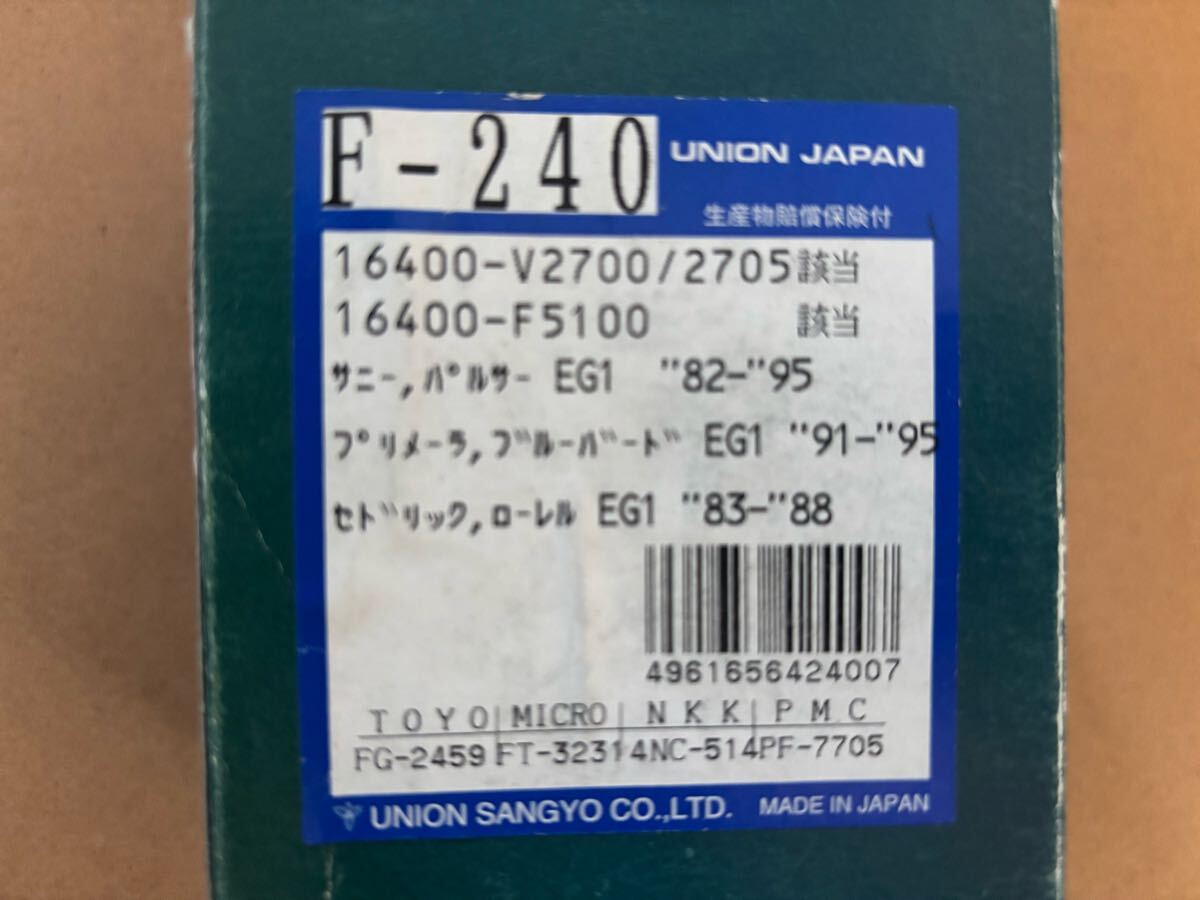 F-240 UNION JAPAN
生産物賠償保険付
16400-V2700/2705該当
16400-F5100 該当
ｻﾆｰ,ﾊﾟﾙｻｰ EG1 "82-"95
ﾌﾟﾘﾒｰﾗ,ﾌﾞﾙｰﾊﾞｰﾄﾞ EG1 "91-"95
ｾﾄﾞﾘｯｸ,ﾛｰﾚﾙ EG1 "83-"88
4961656424007
TOYO|MICRO|NKK|PMC
FG-2459 FT-32314NC-514PF-7705
UNION SANGYO CO.,LTD. MADE IN JAPAN